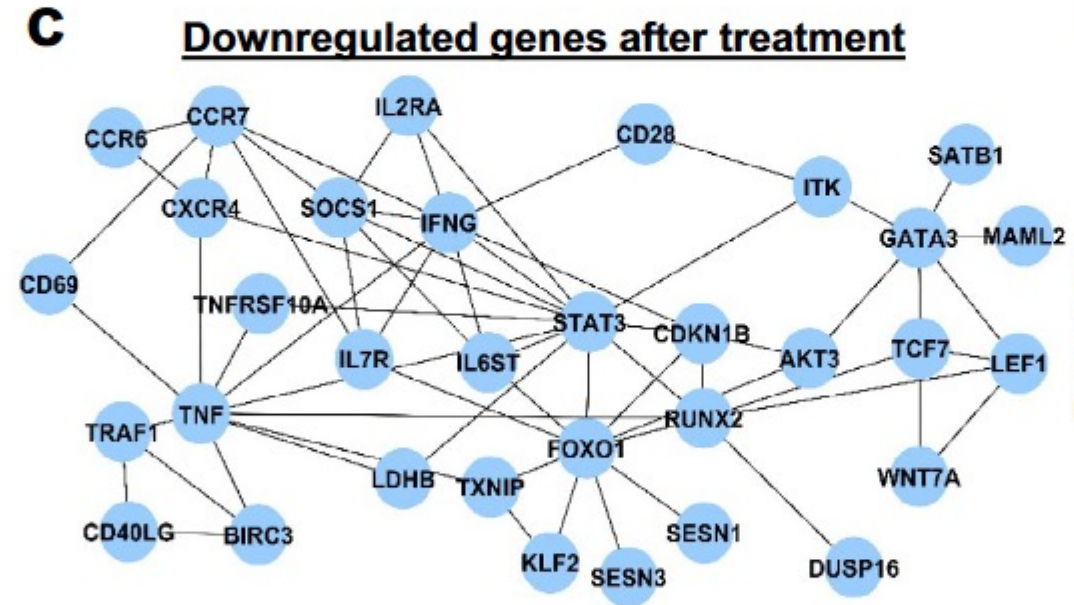 C
Downregulated genes after treatment
IL2RA
CCR7
CCR6
CD28
SATB1
ITK
CXCR4
SOCS1
IFNG
GATA3
MAML2
CD69
TNFRSF10A
STAT3
CDKN1B
IL7R
IL6ST
AKT3
TCF7
LEF1
TNF
TRAF1
RUNX2
FOXO1
LDHB
TXNIP
WNT7A
CD40LG
BIRC3
SESN1
KLF2
SESN3
DUSP16